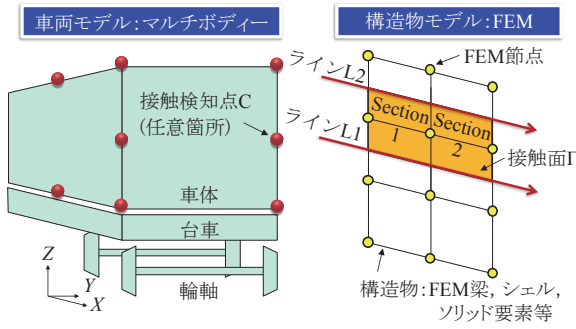 車両モデル：マルチボディー
接触検知点C
(任意箇所)
車体
台車
輪軸
Z
Y
X
構造物モデル：FEM
FEM節点
ラインL2
ラインL1
Section
1
Section
2
接触面Γ
構造物：FEM梁，シェル，
ソリッド要素等